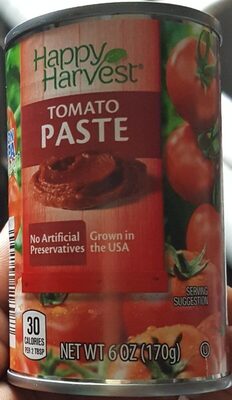 Happy
Harvest®
TOMATO
PASTE
No Artificial
Preservatives
Grown in
the USA
SERVING
SUGGESTION
30
CALORIES
PER 2 TBSP
NET WT 6 OZ (170g)